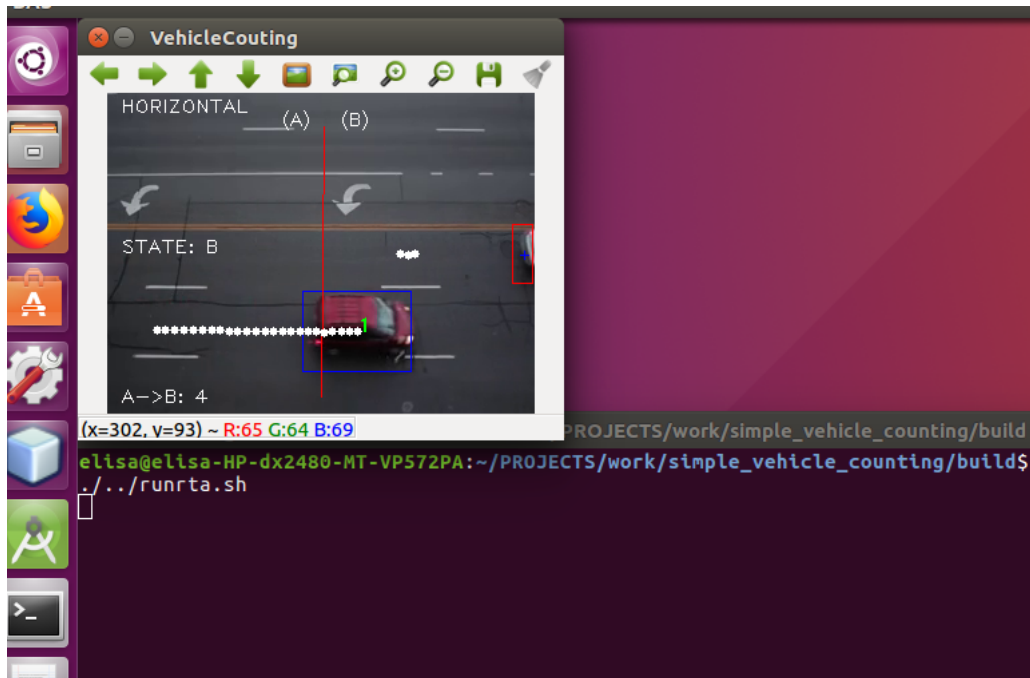 VehicleCouting
HORIZONTAL
(A) (B)
STATE: B
1
A->B: 4
(x=302, y=93) ~ R:65 G:64 B:69
PROJECTS/work/simple_vehicle_counting/build
elisa@elisa-HP-dx2480-MT-VP572PA:~/PROJECTS/work/simple_vehicle_counting/build$
./../runrta.sh